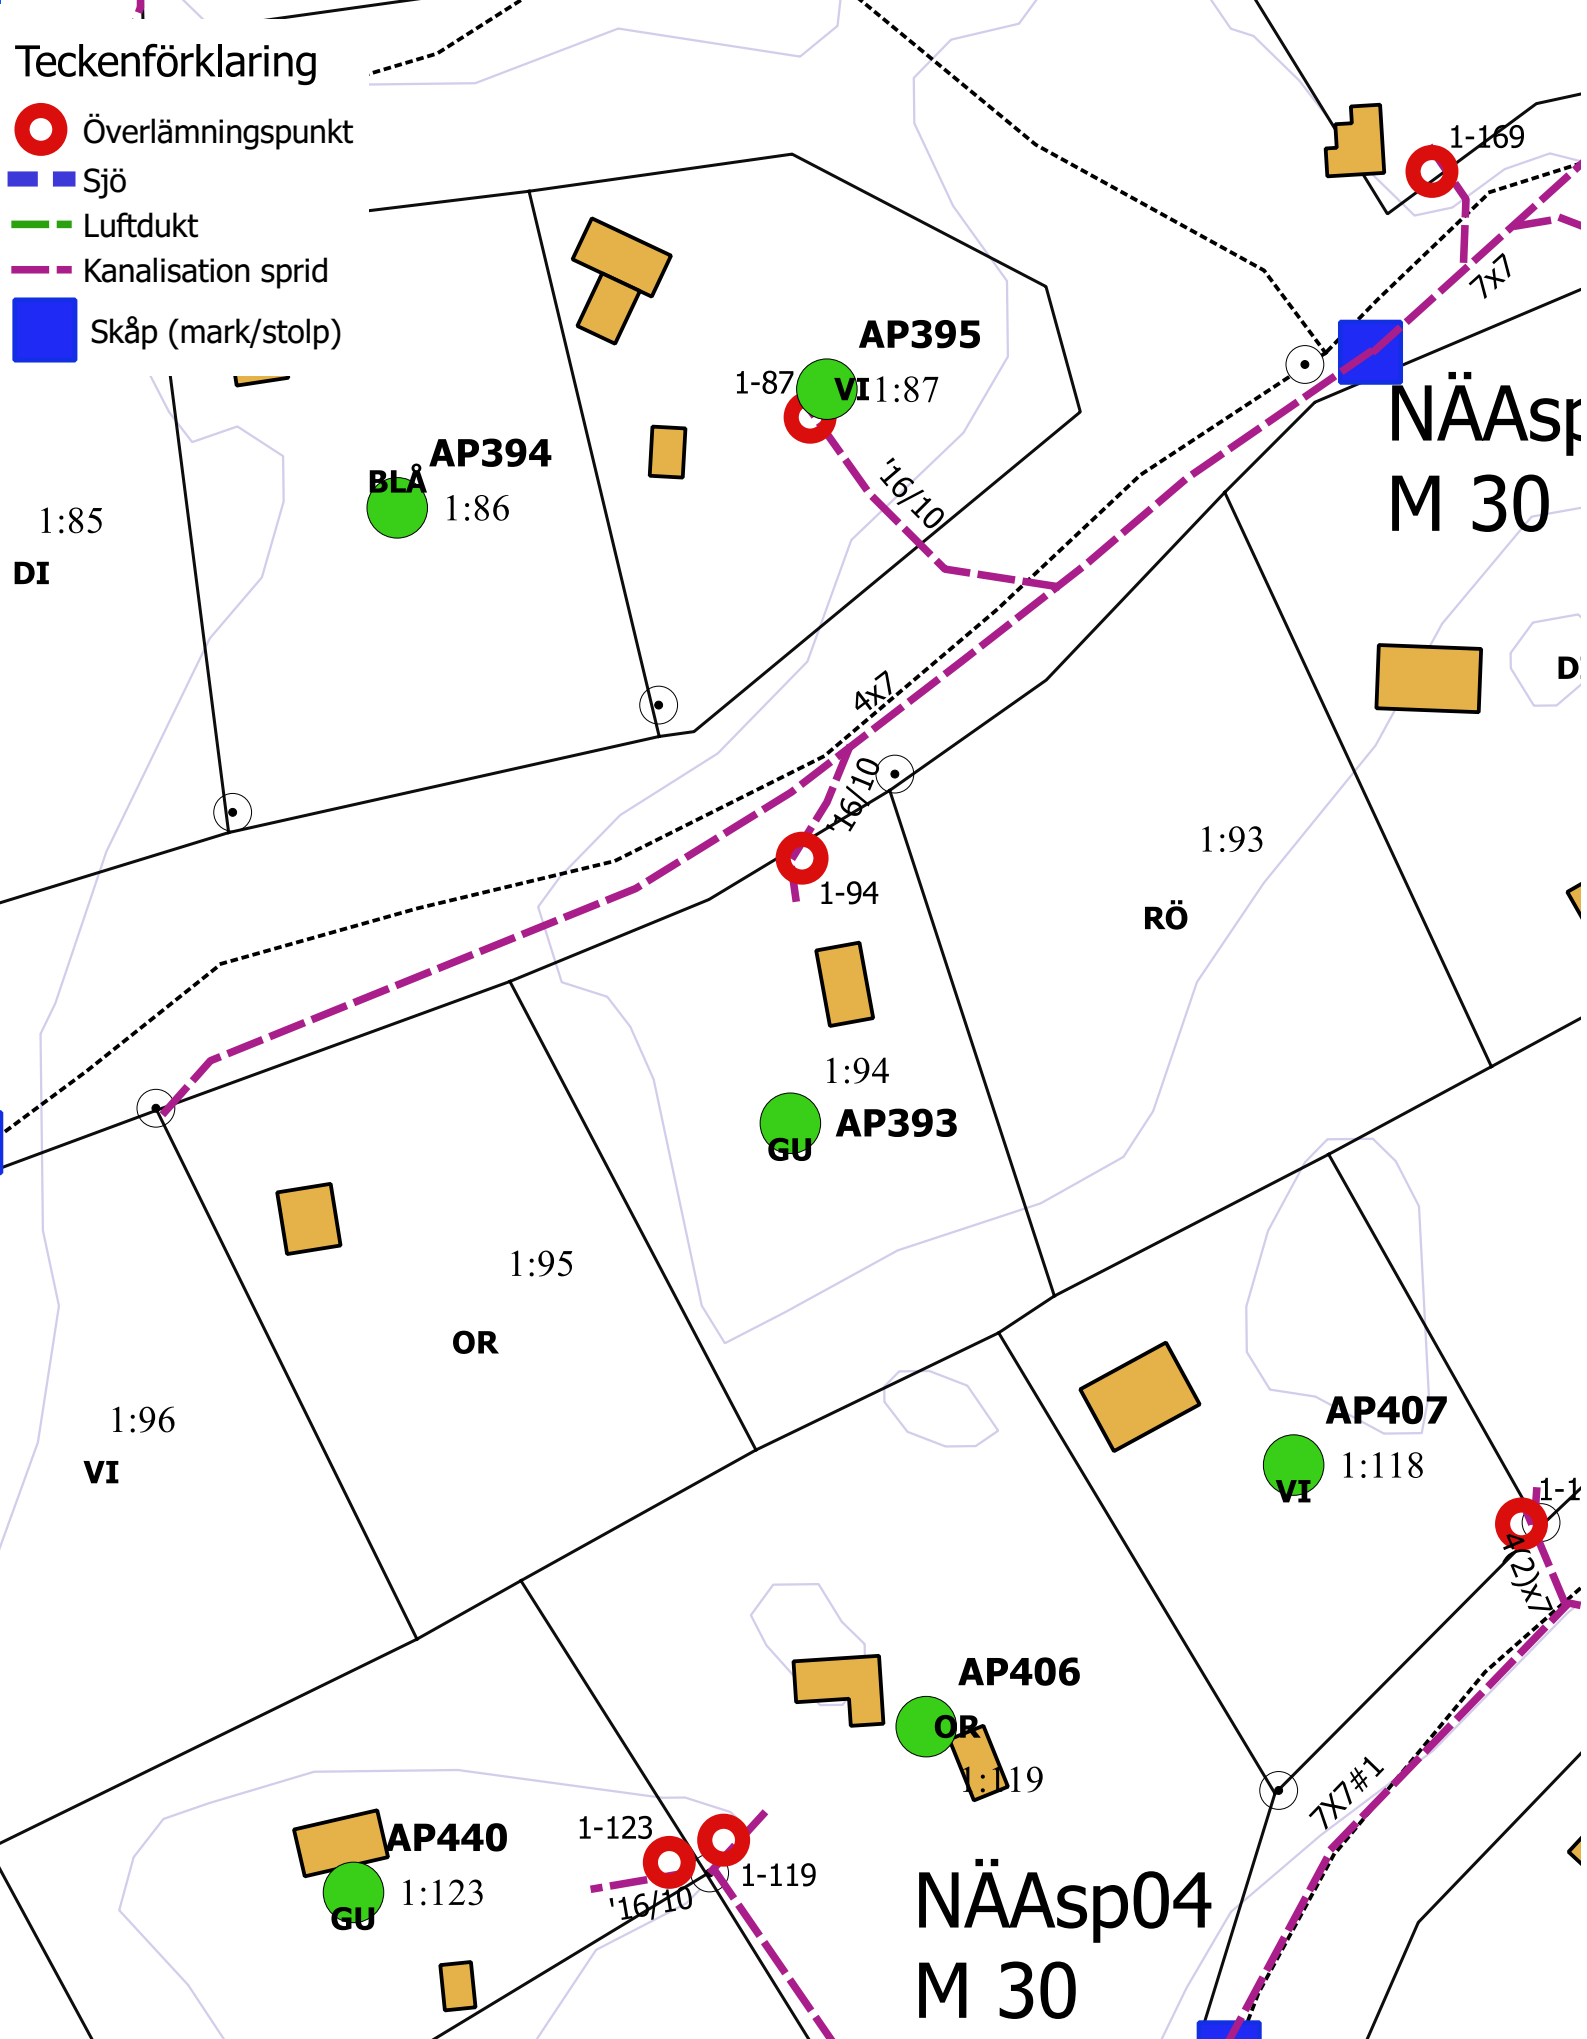 Teckenförklaring
Överlämningspunkt
Sjö
Luftdukt
Kanalisation sprid
Skåp (mark/stolp)
1-169
7x7
AP395
1-87
VI
1:87
NÄAsp
M 30
AP394
BLÅ
1:86
'16/10
1:85
DI
4x7
'16/10
1:93
RÖ
1-94
1:94
AP393
GU
1:95
OR
1:96
VI
AP407
1:118
VI
4(2)x7
AP406
OR
1:119
7X7#1
AP440
1:123
GU
1-123
1-119
'16/10
NÄAsp04
M 30